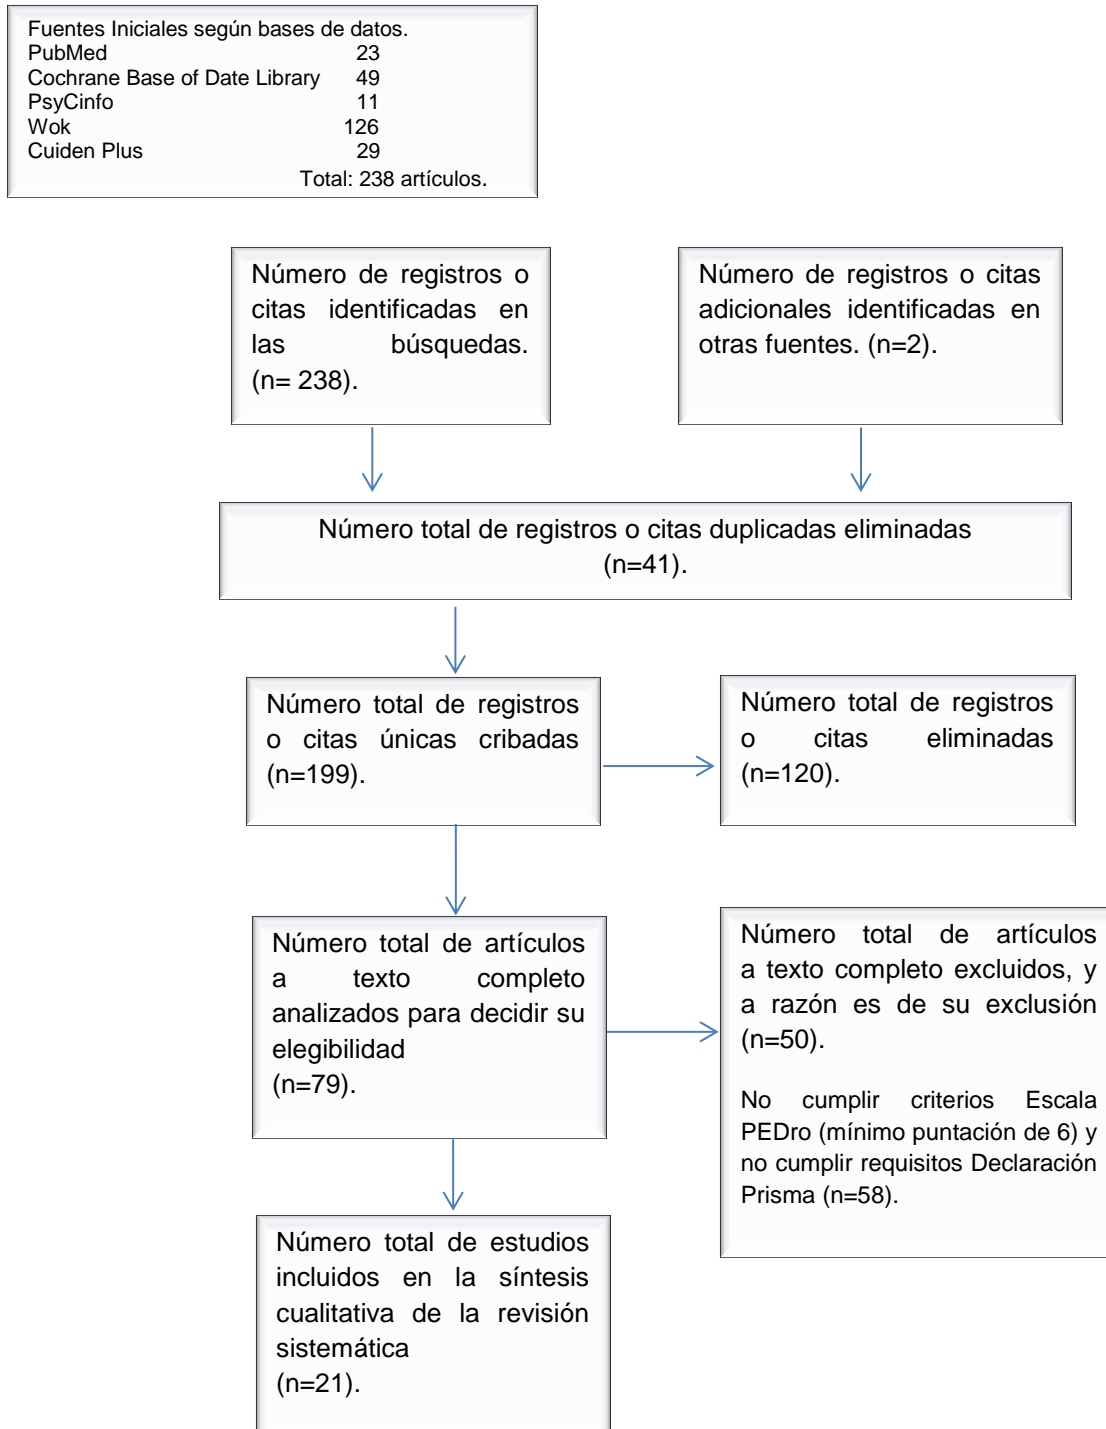 Fuentes Iniciales según bases de datos.
PubMed 23
Cochrane Base of Date Library 49
PsyCinfo 11
Wok 126
Cuiden Plus 29
Total: 238 artículos.
Número de registros o
citas identificadas en
las búsquedas.
(n= 238).
Número de registros o citas
adicionales identificadas en
otras fuentes. (n=2).
Número total de registros o citas duplicadas eliminadas
(n=41).
Número total de registros
o citas únicas cribadas
(n=199).
Número total de registros
o citas eliminadas
(n=120).
Número total de artículos
a texto completo
analizados para decidir su
elegibilidad
(n=79).
Número total de artículos
a texto completo excluidos, y
a razón es de su exclusión
(n=50).
No cumplir criterios Escala
PEDro (mínimo puntación de 6) y
no cumplir requisitos Declaración
Prisma (n=58).
Número total de estudios
incluidos en la síntesis
cualitativa de la revisión
sistemática
(n=21).